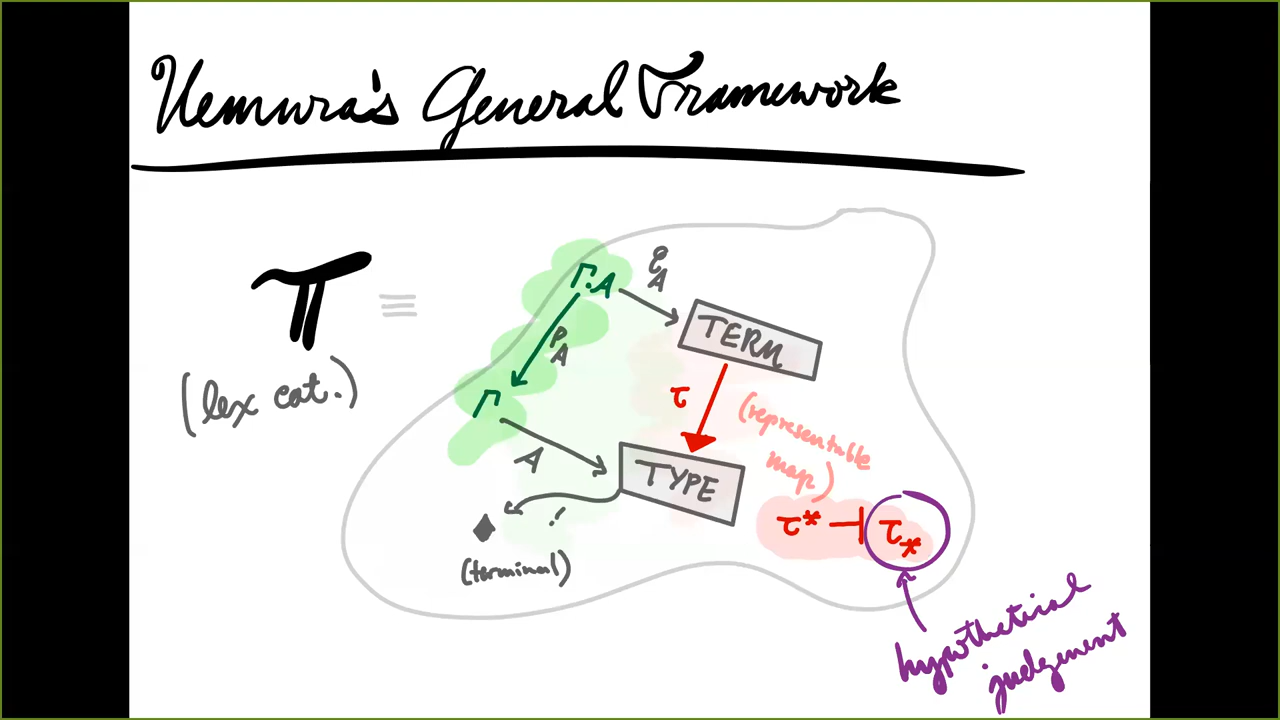 Uemura's General Framework
𝕋 ≡
(lex cat.)
Γ.A
q_A
TERM
p_A
τ
Γ
(representable
map)
A
TYPE
!
τ* ⊣ τ_*
(terminal)
hypothetical
judgement